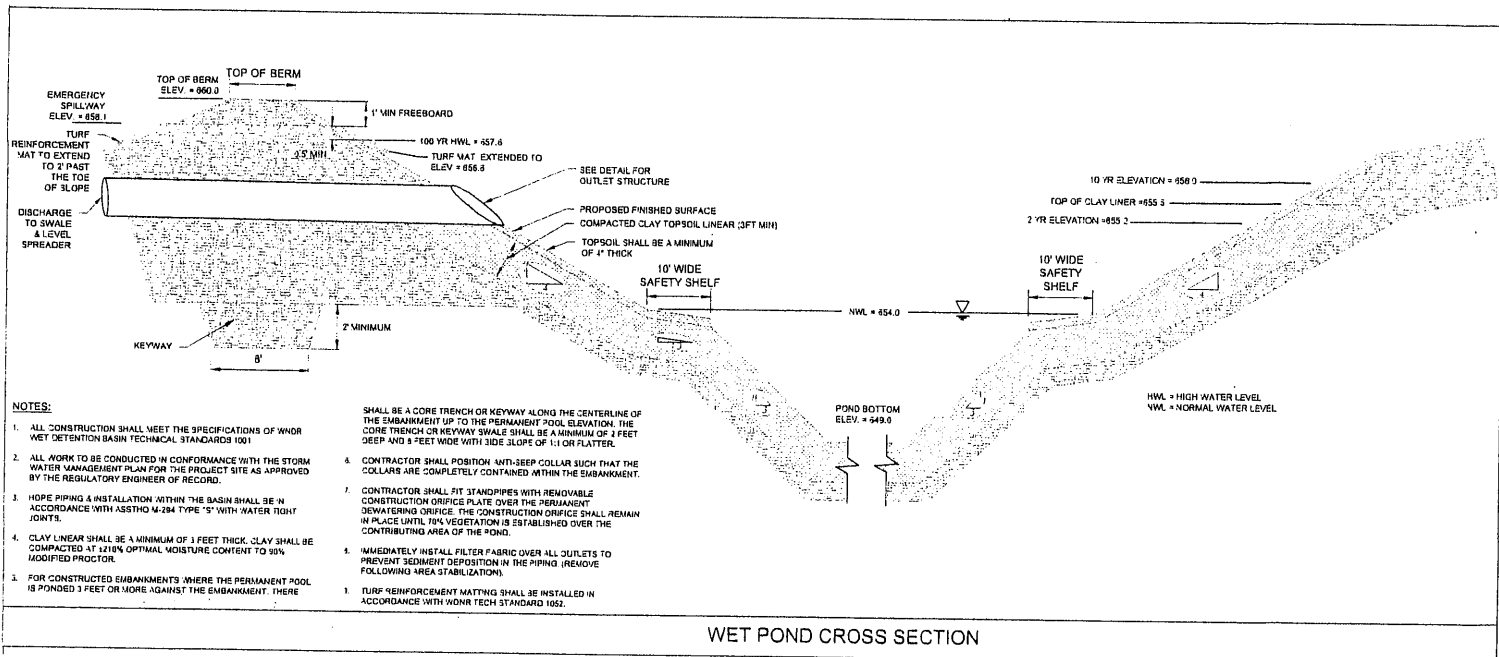 TOP OF BERM
TOP OF BERM
ELEV. = 660.0
EMERGENCY
SPILLWAY
ELEV. = 658.1
1' MIN FREEBOARD
TURF
REINFORCEMENT
MAT TO EXTEND
TO 2' PAST
THE TOE
OF SLOPE
100 YR HWL = 657.6
0.5' MIN
TURF MAT EXTENDED TO
SEE DETAIL FOR
OUTLET STRUCTURE
DISCHARGE
TO SWALE
& LEVEL
SPREADER
PROPOSED FINISHED SURFACE
COMPACTED CLAY TOPSOIL LINEAR (3FT MIN)
TOPSOIL SHALL BE A MINIMUM
OF 4" THICK
10' WIDE
SAFETY SHELF
NWL = 654.0
10' WIDE
SAFETY
SHELF
10 YR ELEVATION = 656.0
TOP OF CLAY LINER =655.5
2 YR ELEVATION =655.2
4
2' MINIMUM
KEYWAY
8'
POND BOTTOM
ELEV. = 649.0
HWL = HIGH WATER LEVEL
NWL = NORMAL WATER LEVEL
NOTES:
1. ALL CONSTRUCTION SHALL MEET THE SPECIFICATIONS OF WNDR
WET DETENTION BASIN TECHNICAL STANDARDS 1001
2. ALL WORK TO BE CONDUCTED IN CONFORMANCE WITH THE STORM
WATER MANAGEMENT PLAN FOR THE PROJECT SITE AS APPROVED
BY THE REGULATORY ENGINEER OF RECORD.
3. HDPE PIPING & INSTALLATION WITHIN THE BASIN SHALL BE IN
ACCORDANCE WITH ASSTHO M-294 TYPE "S" WITH WATER TIGHT
JOINTS.
4. CLAY LINEAR SHALL BE A MINIMUM OF 3 FEET THICK. CLAY SHALL BE
COMPACTED AT OPTIMAL MOISTURE CONTENT TO 90%
MODIFIED PROCTOR.
5. FOR CONSTRUCTED EMBANKMENTS WHERE THE PERMANENT POOL
IS PONDED 3 FEET OR MORE AGAINST THE EMBANKMENT. THERE
SHALL BE A CORE TRENCH OR KEYWAY ALONG THE CENTERLINE OF
THE EMBANKMENT UP TO THE PERMANENT POOL ELEVATION. THE
CORE TRENCH OR KEYWAY SWALE SHALL BE A MINIMUM OF 2 FEET
DEEP AND 8 FEET WIDE WITH SIDE SLOPE OF 1:1 OR FLATTER.
6. CONTRACTOR SHALL POSITION ANTI-SEEP COLLAR SUCH THAT THE
COLLARS ARE COMPLETELY CONTAINED WITHIN THE EMBANKMENT.
7. CONTRACTOR SHALL FIT STANDPIPES WITH REMOVABLE
CONSTRUCTION ORIFICE PLATE OVER THE PERMANENT
DEWATERING ORIFICE. THE CONSTRUCTION ORIFICE SHALL REMAIN
IN PLACE UNTIL 70% VEGETATION IS ESTABLISHED OVER THE
CONTRIBUTING AREA OF THE POND.
IMMEDIATELY INSTALL FILTER FABRIC OVER ALL OUTLETS TO
PREVENT SEDIMENT DEPOSITION IN THE PIPING. (REMOVE
FOLLOWING AREA STABILIZATION).
TURF REINFORCEMENT MATTING SHALL BE INSTALLED IN
ACCORDANCE WITH WDNR TECH STANDARD 1052.
WET POND CROSS SECTION